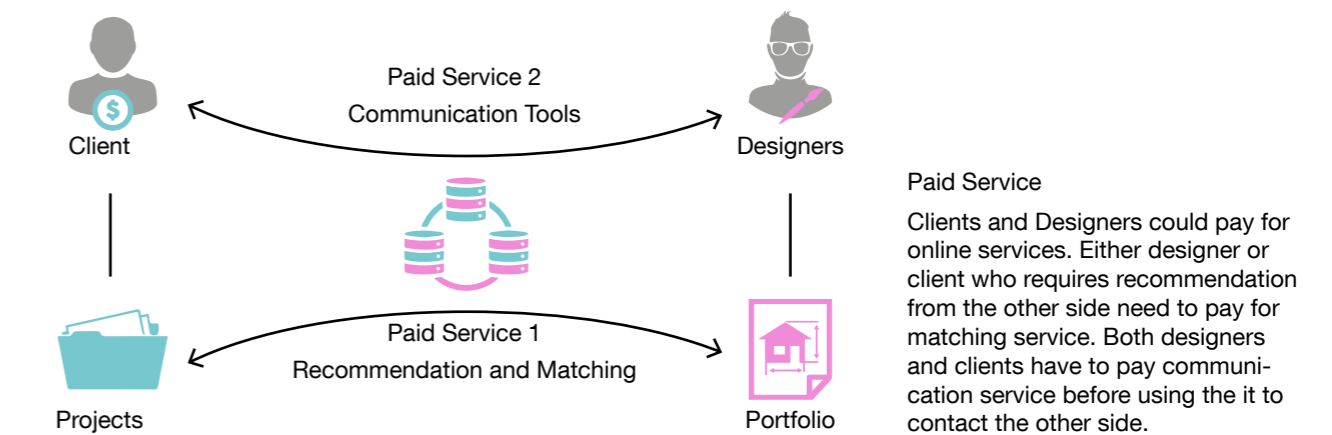 Paid Service 2
Communication Tools
$
Client
Designers
Paid Service
Clients and Designers could pay for
online services. Either designer or
client who requires recommendation
from the other side need to pay for
matching service. Both designers
and clients have to pay communi-
cation service before using the it to
contact the other side.
Paid Service 1
Recommendation and Matching
Projects
Portfolio